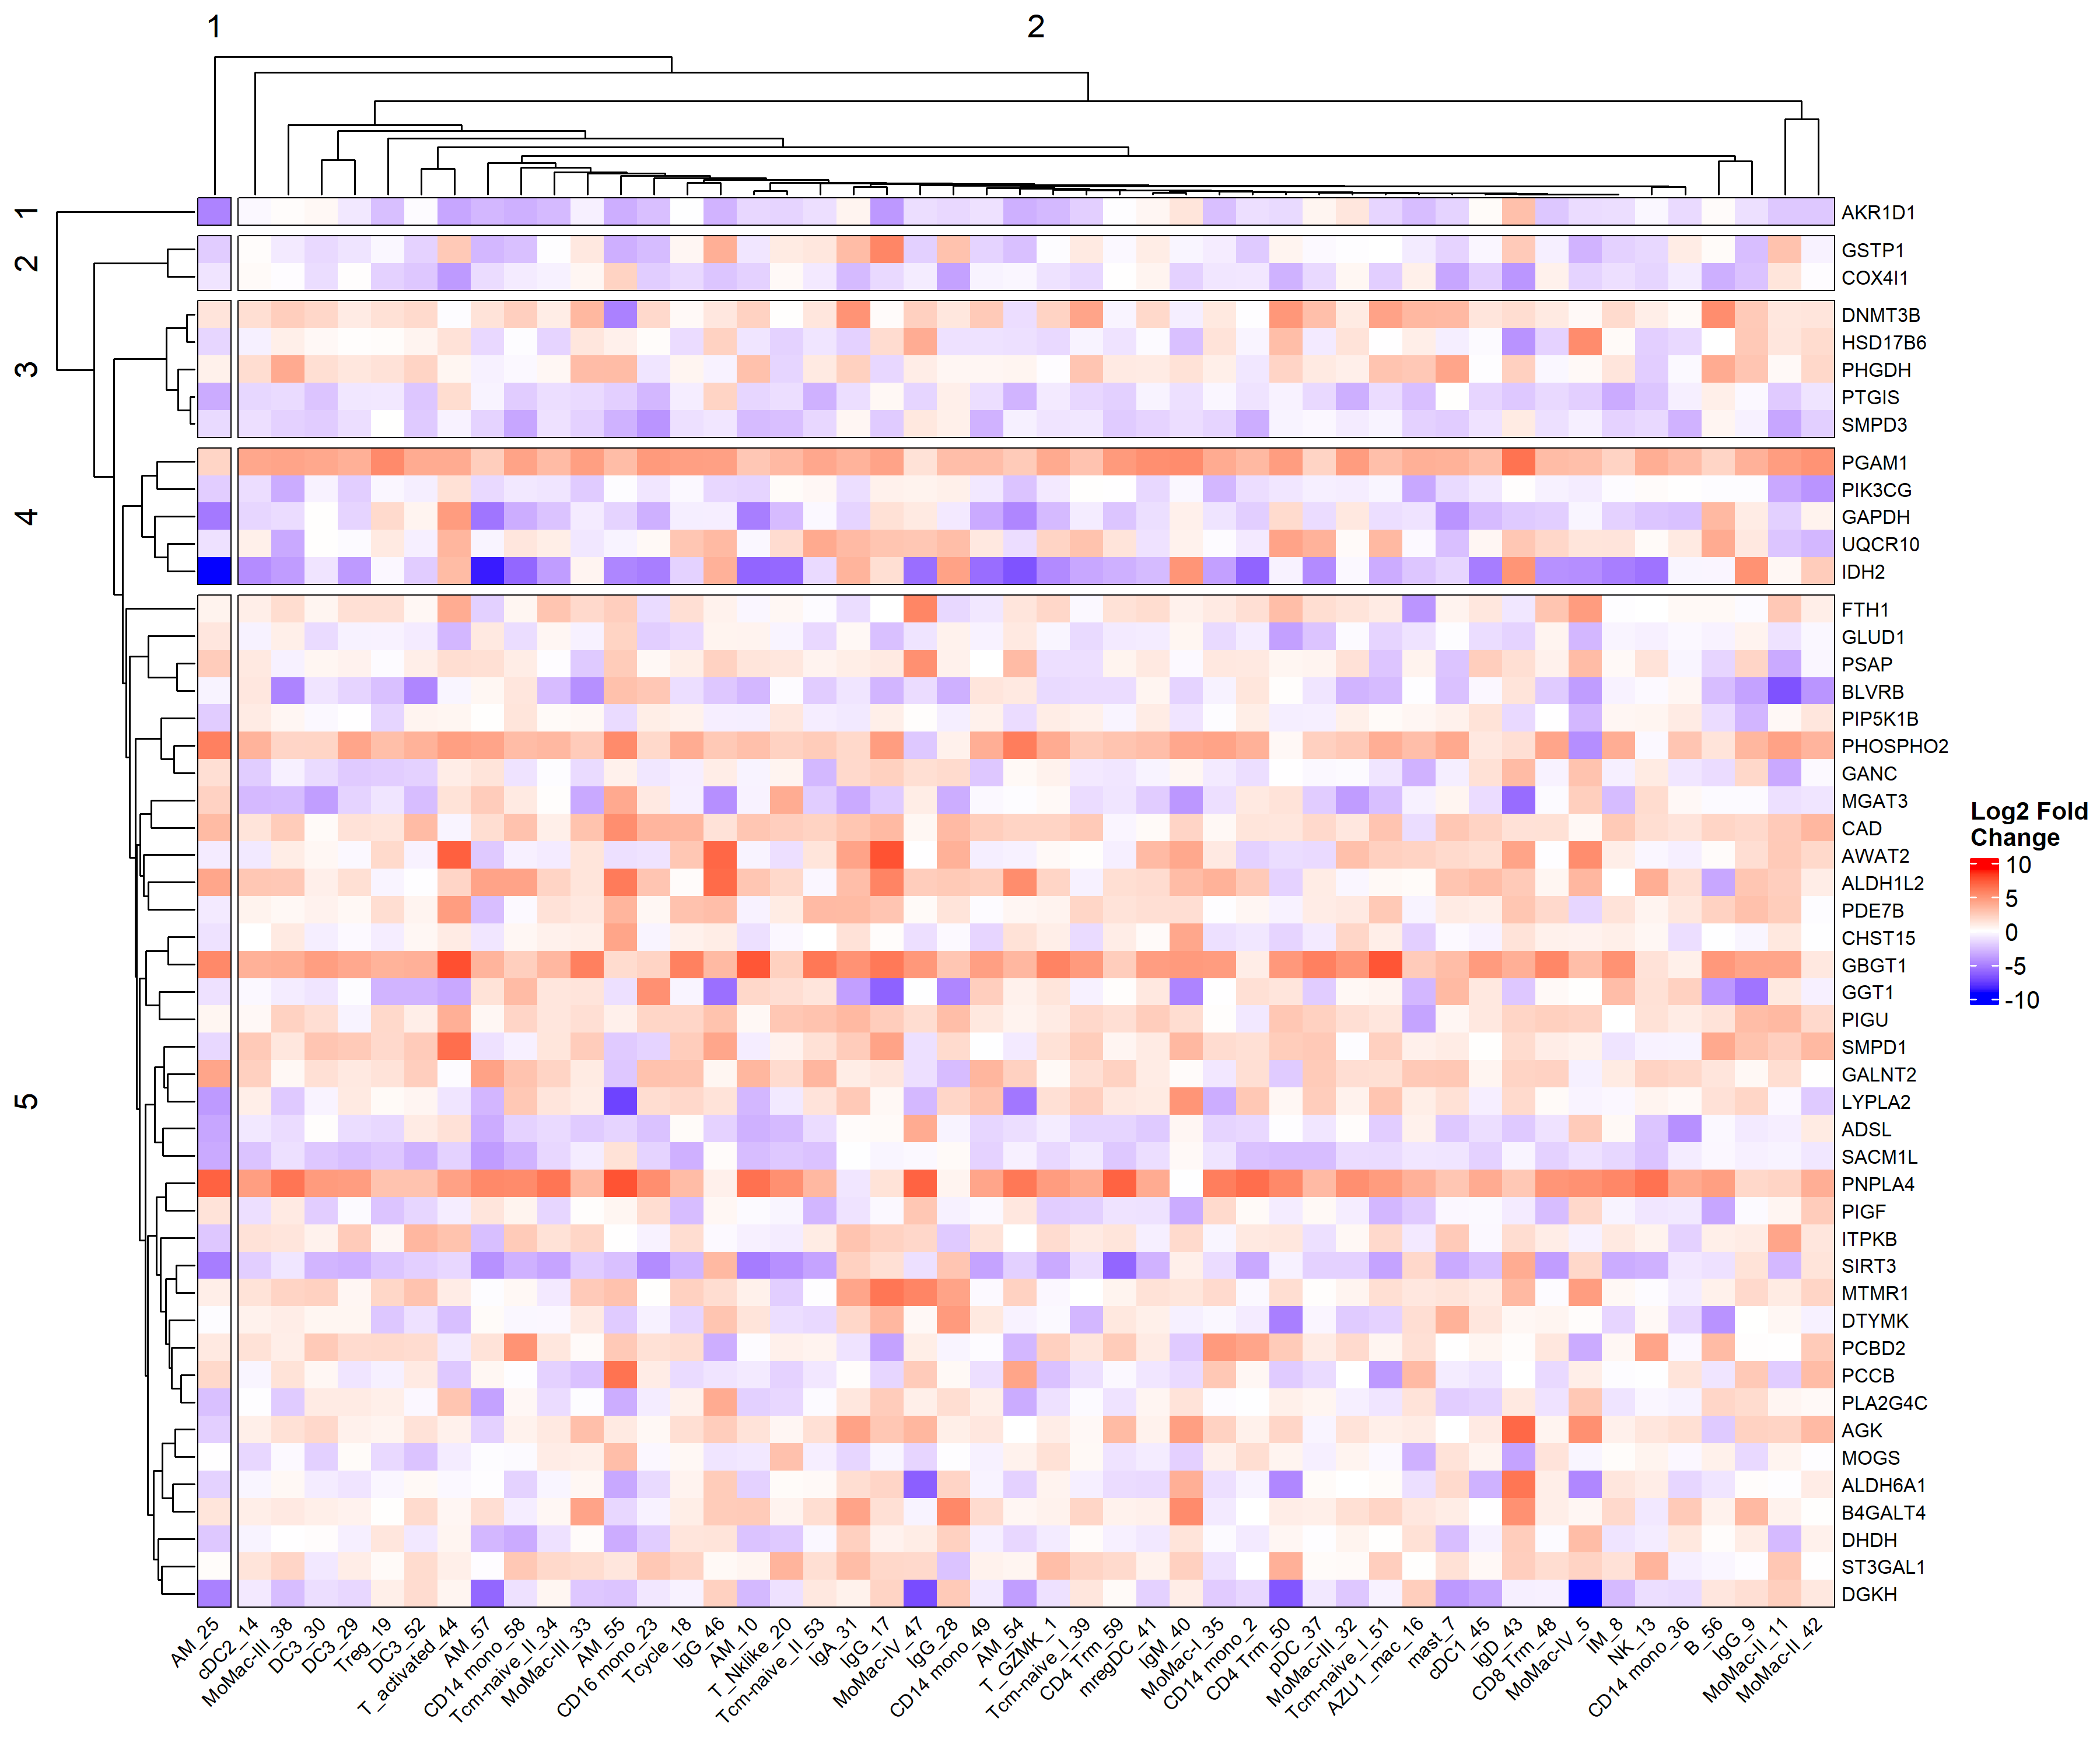 1
2
1
2
3
4
5
AKR1D1
GSTP1
COX4I1
DNMT3B
HSD17B6
PHGDH
PTGIS
SMPD3
PGAM1
PIK3CG
GAPDH
UQCR10
IDH2
FTH1
GLUD1
PSAP
BLVRB
PIP5K1B
PHOSPHO2
GANC
MGAT3
CAD
AWAT2
ALDH1L2
PDE7B
CHST15
GBGT1
GGT1
PIGU
SMPD1
GALNT2
LYPLA2
ADSL
SACM1L
PNPLA4
PIGF
ITPKB
SIRT3
MTMR1
DTYMK
PCBD2
PCCB
PLA2G4C
AGK
MOGS
ALDH6A1
B4GALT4
DHDH
ST3GAL1
DGKH
AM_25
cDC2_14
MoMac-III_38
DC3_30
DC3_29
Treg_19
DC3_52
T_activated_44
AM_57
CD14 mono_58
Tcm-naive_II_34
MoMac-III_33
AM_55
CD16 mono_23
Tcycle_18
IgG_46
AM_10
T_Nklike_20
Tcm-naive_II_53
IgA_31
IgG_17
MoMac-IV_47
IgG_28
CD14 mono_49
AM_54
T_GZMK_1
Tcm-naive_I_39
CD4 Trm_59
mregDC_41
IgM_40
MoMac-I_35
CD14 mono_2
CD4 Trm_50
pDC_37
MoMac-III_32
Tcm-naive_I_51
AZU1_mac_16
mast_7
cDC1_45
IgD_43
CD8 Trm_48
MoMac-IV_5
IM_8
NK_13
CD14 mono_36
B_56
IgG_9
MoMac-II_11
MoMac-II_42
Log2 Fold
Change
10
5
0
-5
-10